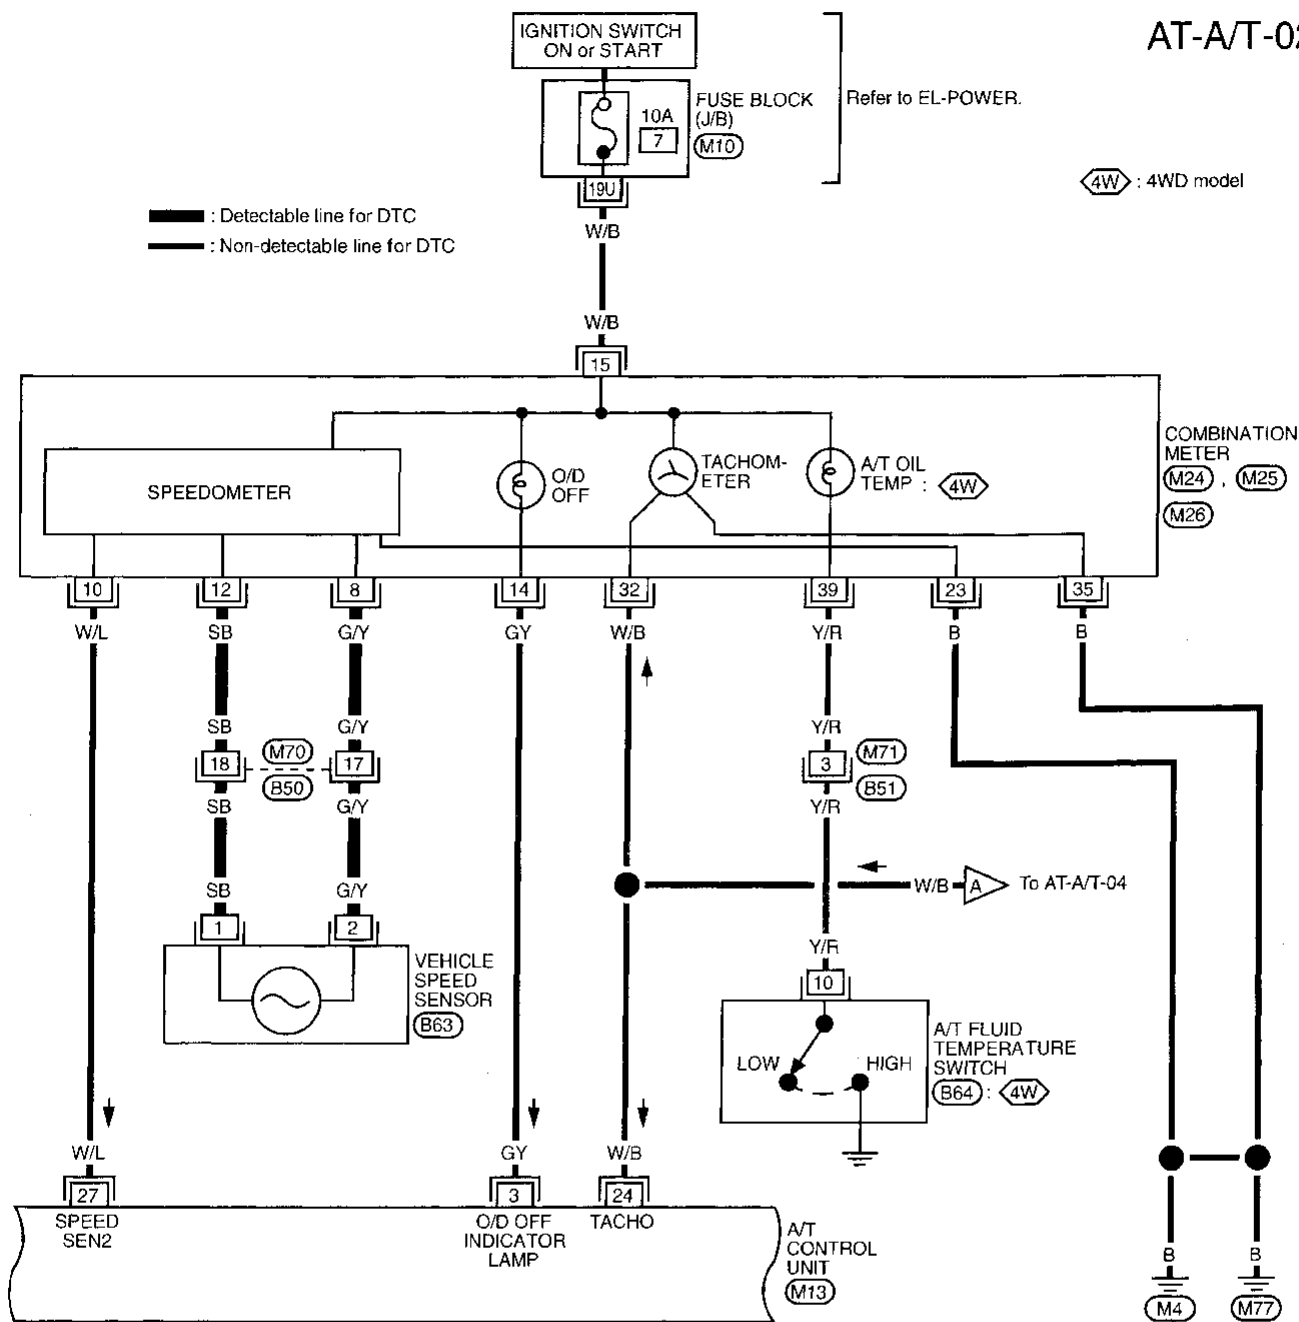 AT-A/T-02
IGNITION SWITCH
ON or START
FUSE BLOCK
(J/B)
M10
10A
7
Refer to EL-POWER.
19U
4W : 4WD model
: Detectable line for DTC
: Non-detectable line for DTC
W/B
W/B
15
COMBINATION
METER
M24 , M25
M26
SPEEDOMETER
O/D
OFF
TACHOM-
ETER
A/T OIL
TEMP : 4W
10 12 8 14 32 39 23 35
W/L SB G/Y GY W/B Y/R B B
SB G/Y Y/R
18 M70 17 3 M71
B50 B51
SB G/Y Y/R
SB G/Y W/B A To AT-A/T-04
1 2
Y/R
10
VEHICLE
SPEED
SENSOR
B63
LOW HIGH
A/T FLUID
TEMPERATURE
SWITCH
B64 : 4W
W/L GY W/B
27 3 24
SPEED
SEN2
O/D OFF
INDICATOR
LAMP
TACHO
A/T
CONTROL
UNIT
M13
B B
M4 M77